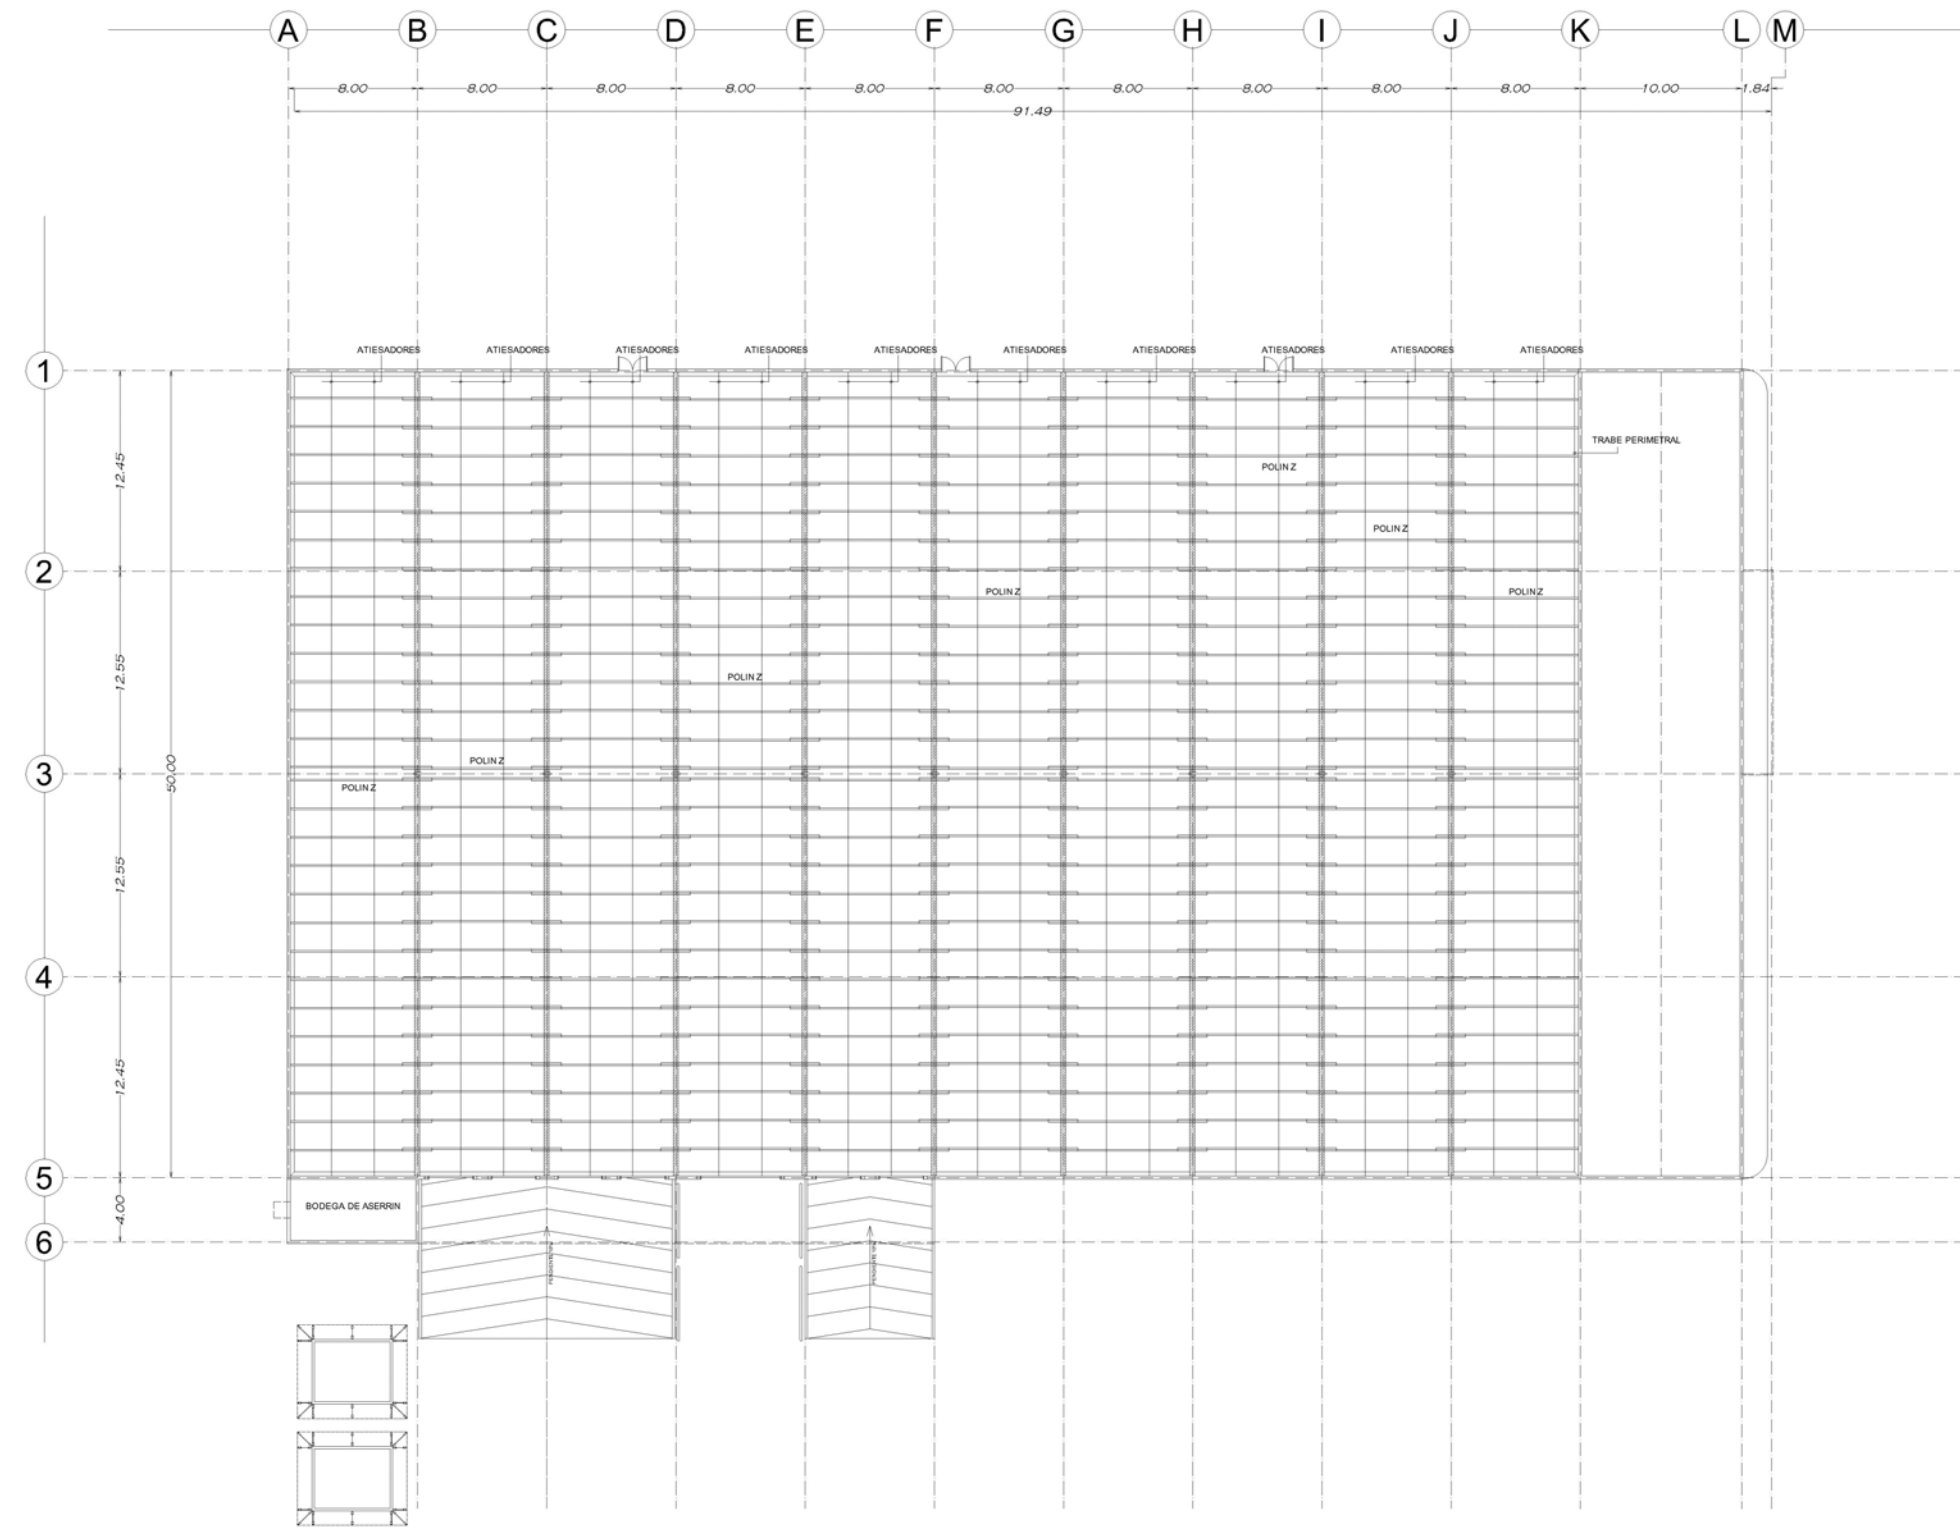 A B C D E F G H I J K L M
8.00 8.00 8.00 8.00 8.00 8.00 8.00 8.00 8.00 8.00 10.00 1.84
91.49
ATIESADORES ATIESADORES ATIESADORES ATIESADORES ATIESADORES ATIESADORES ATIESADORES ATIESADORES ATIESADORES ATIESADORES
1
TRABE PERIMETRAL
12.45
POLIN Z
POLIN Z
2
POLIN Z POLIN Z
12.55
POLIN Z
POLIN Z
3
50.00
POLIN Z
12.55
4
12.45
5
BODEGA DE ASERRIN
4.00
6